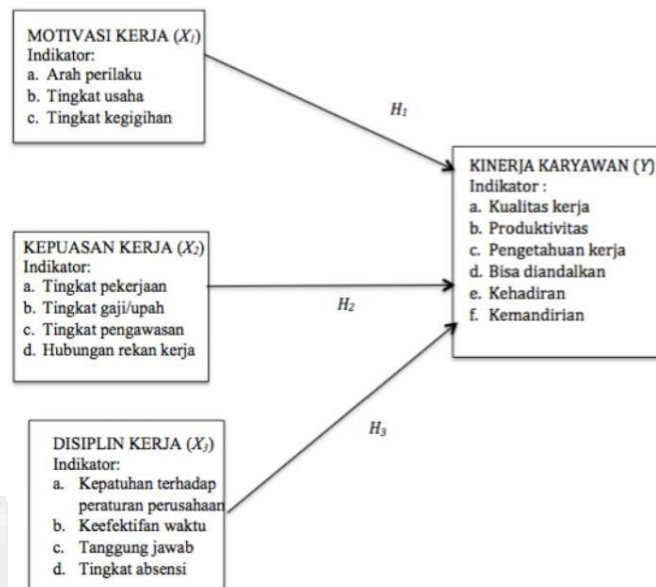 MOTIVASI KERJA (X1)
Indikator:
a. Arah perilaku
b. Tingkat usaha
c. Tingkat kegigihan
H1
KINERJA KARYAWAN (Y)
Indikator :
a. Kualitas kerja
b. Produktivitas
c. Pengetahuan kerja
d. Bisa diandalkan
e. Kehadiran
f. Kemandirian
KEPUASAN KERJA (X2)
Indikator:
a. Tingkat pekerjaan
b. Tingkat gaji/upah
c. Tingkat pengawasan
d. Hubungan rekan kerja
H2
DISIPLIN KERJA (X3)
Indikator:
a. Kepatuhan terhadap
peraturan perusahaan
b. Keefektifan waktu
c. Tanggung jawab
d. Tingkat absensi
H3